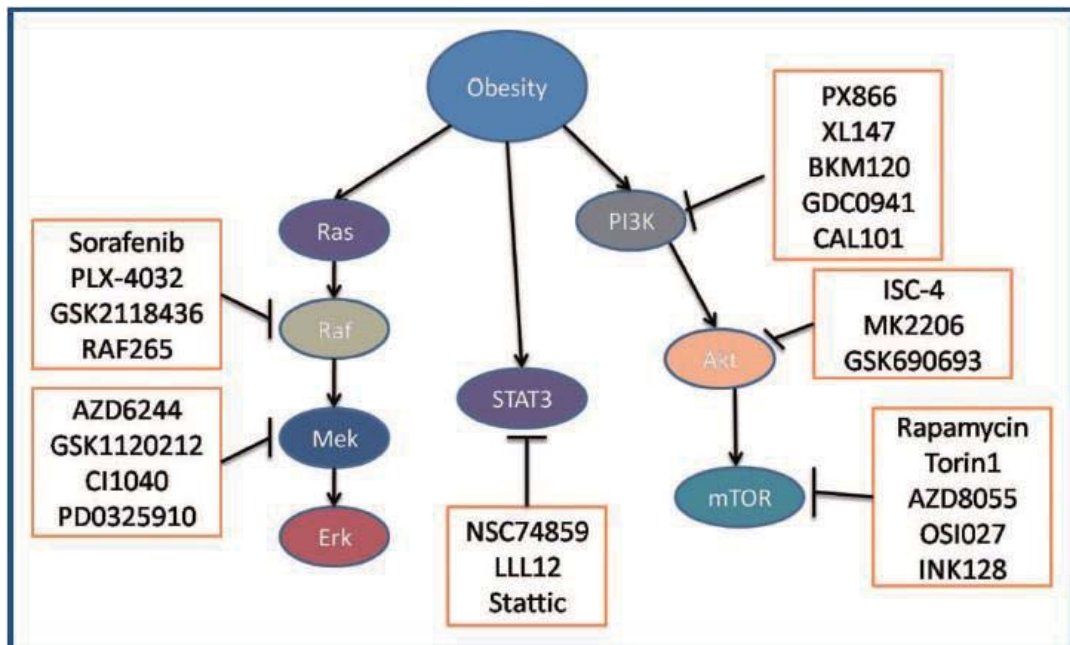 Obesity
PX866
XL147
BKM120
GDC0941
CAL101
PI3K
Ras
Sorafenib
PLX-4032
GSK2118436
RAF265
Raf
ISC-4
MK2206
GSK690693
Akt
AZD6244
GSK1120212
CI1040
PD0325910
Mek
STAT3
Rapamycin
Torin1
AZD8055
OSI027
INK128
mTOR
Erk
NSC74859
LLL12
Stattic